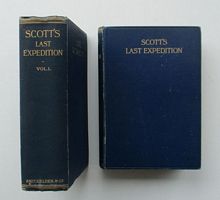 SCOTT'S
LAST
EXPEDITION
VOL. I.
SCOTT'S
LAST EXPEDITION